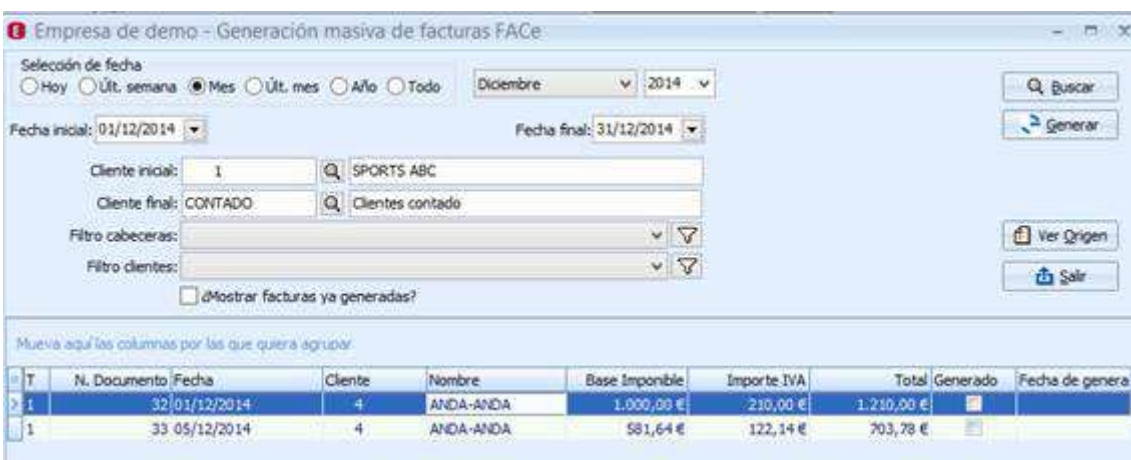 Empresa de demo - Generación masiva de facturas FACe
Selección de fecha
Hoy Últ. semana Mes Últ. mes Año Todo Diciembre 2014 Buscar
Fecha inicial: 01/12/2014 Fecha final: 31/12/2014 Generar
Cliente inicial: 1 SPORTS ABC
Cliente final: CONTADO Clientes contado
Filtro cabeceras: Ver Origen
Filtro clientes: Salir
¿Mostrar facturas ya generadas?
Mueva aquí las columnas por las que quiera agrupar
T N. Documento Fecha Cliente Nombre Base Imponible Importe IVA Total Generado Fecha de genera
1 32 01/12/2014 4 ANDA-ANDA 1.000,00 € 210,00 € 1.210,00 €
1 33 05/12/2014 4 ANDA-ANDA 581,64 € 122,14 € 703,78 €